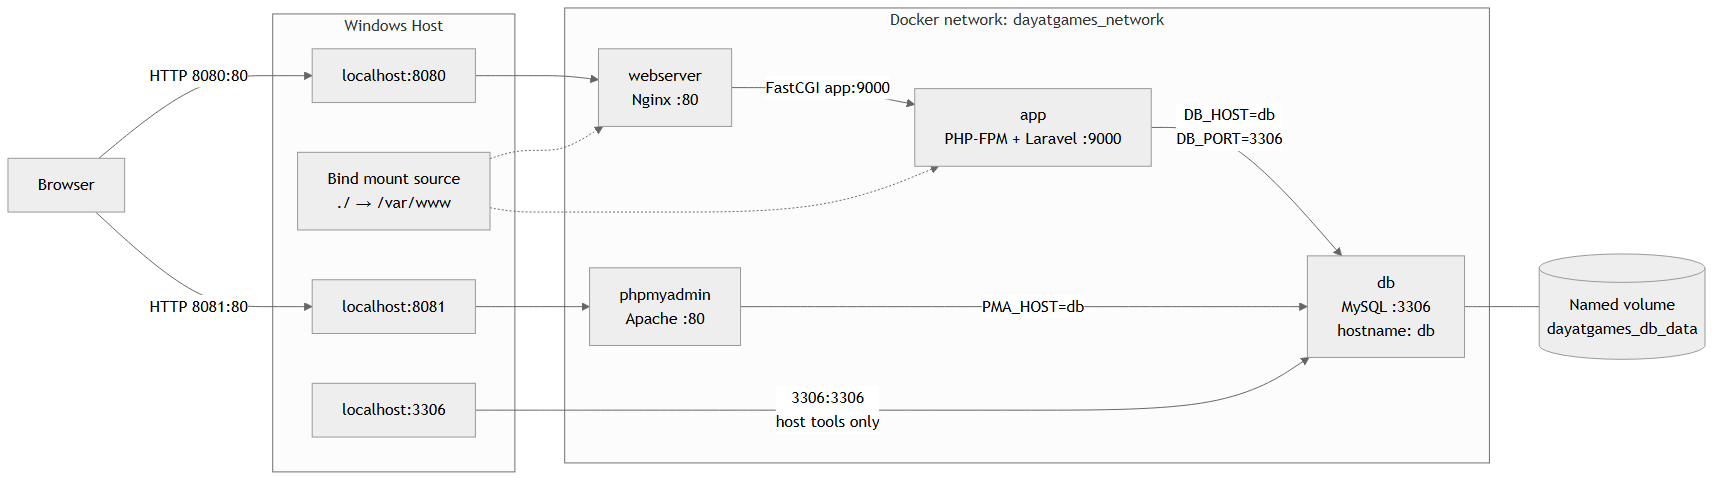 Windows Host
Docker network: dayatgames_network
Browser
HTTP 8080:80
HTTP 8081:80
localhost:8080
Bind mount source
./ → /var/www
localhost:8081
localhost:3306
webserver
Nginx :80
FastCGI app:9000
app
PHP-FPM + Laravel :9000
DB_HOST=db
DB_PORT=3306
phpmyadmin
Apache :80
PMA_HOST=db
3306:3306
host tools only
db
MySQL :3306
hostname: db
Named volume
dayatgames_db_data